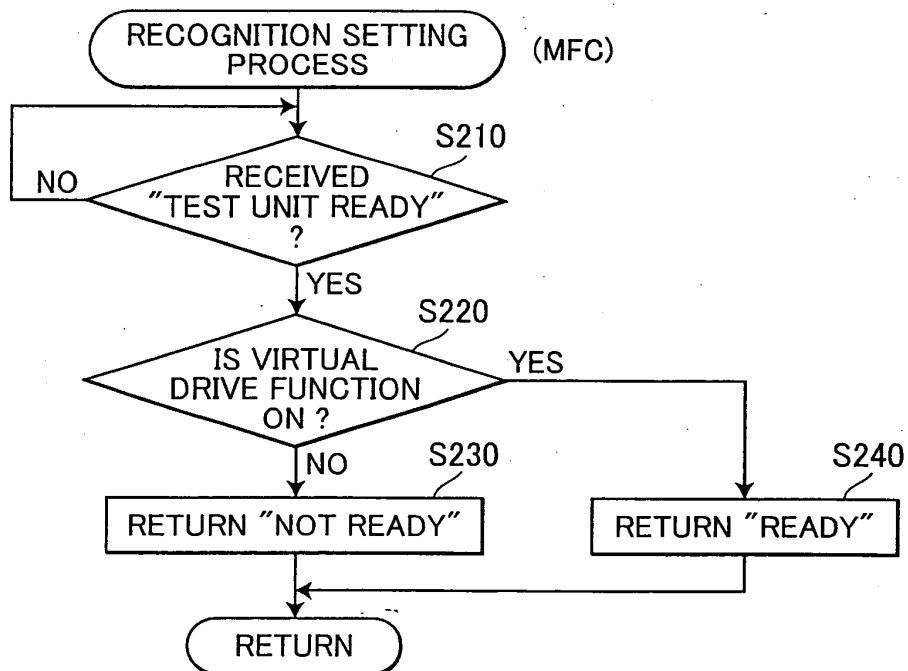 RECOGNITION SETTING
PROCESS
(MFC)
S210
NO
RECEIVED
"TEST UNIT READY"
?
YES
S220
IS VIRTUAL
DRIVE FUNCTION
ON ?
YES
NO
S230
S240
RETURN "NOT READY"
RETURN "READY"
RETURN